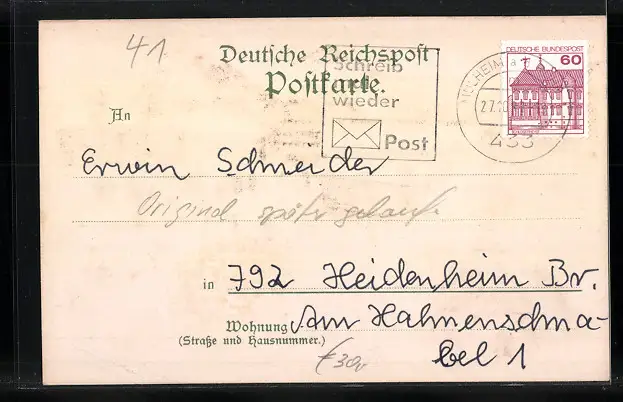 41
Deutsche Reichspost
Postkarte.
Schreib
mal
wieder
Post
DEUTSCHE BUNDESPOST
60
433
An
Erwin Schneider
Original später gelaufen
in 792 Heidenheim Br.
Wohnung Am Hahnenschna-
(Straße und Hausnummer.)
bel 1